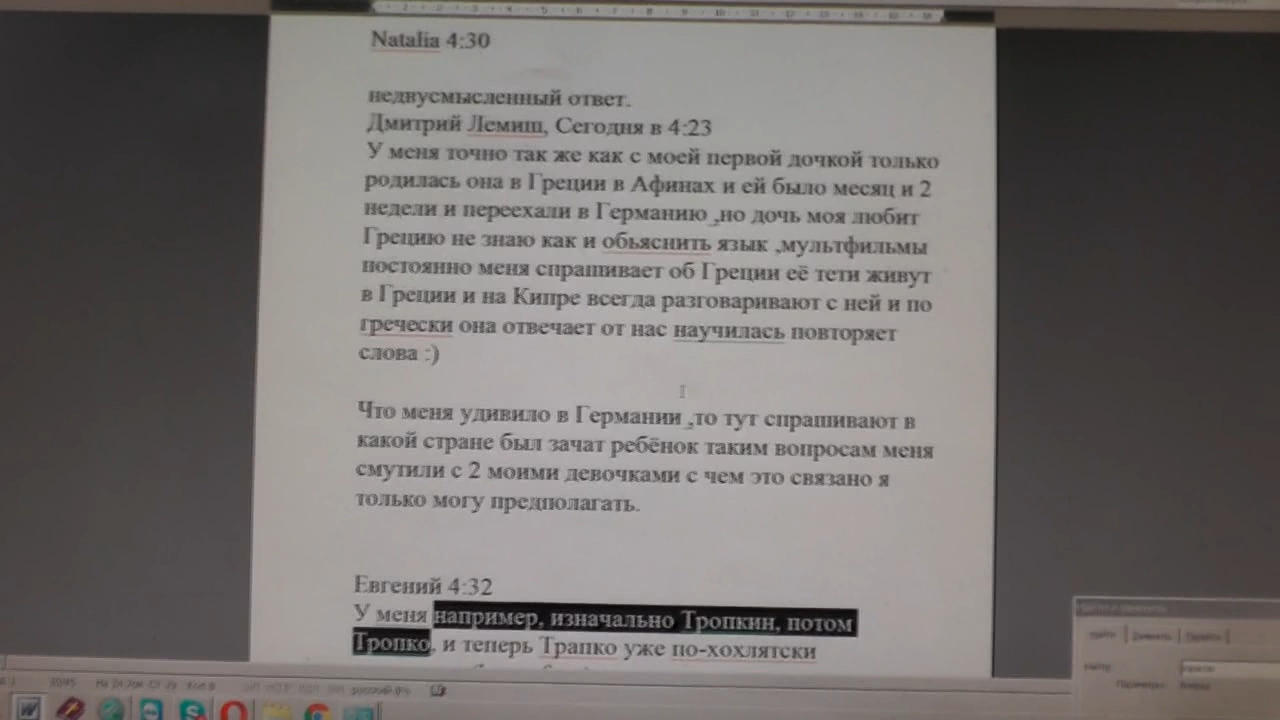 Natalia 4:30
недвусмысленный ответ.
Дмитрий Лемиш, Сегодня в 4:23
У меня точно так же как с моей первой дочкой только
родилась она в Греции в Афинах и ей было месяц и 2
недели и переехали в Германию ,но дочь моя любит
Грецию не знаю как и обьяснить язык ,мультфильмы
постоянно меня спрашивает об Греции её тети живут
в Греции и на Кипре всегда разговаривают с ней и по
гречески она отвечает от нас научилась повторяет
слова :)
Что меня удивило в Германии ,то тут спрашивают в
какой стране был зачат ребёнок таким вопросам меня
смутили с 2 моими девочками с чем это связано я
только могу предполагать.
Евгений 4:32
У меня например, изначально Тропкин, потом
Тропко, и теперь Трапко уже по-хохлятски
Найти
Заменить
Перейти